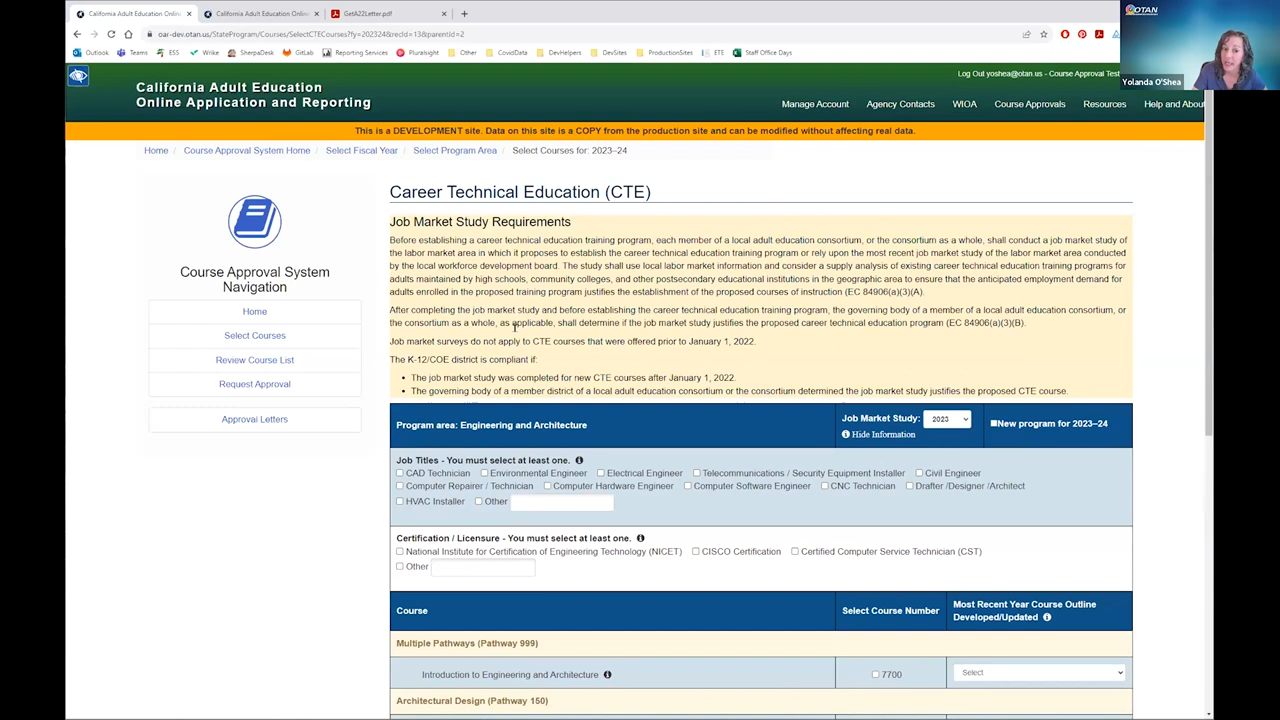 California Adult Education Onlin
California Adult Education Onlin
GetA22Letter.pdf
oar-dev.otan.us/StateProgram/Courses/SelectCTECourses?fy=202324&recId=13&parentId=2
Outlook
Teams
ESS
Wrike
SherpaDesk
GitLab
Reporting Services
Pluralsight
Other
CovidData
DevHelpers
DevSites
ProductionSites
ETE
Staff Office Days
OTAN
Yolanda O'Shea
California Adult Education
Online Application and Reporting
Log Out yoshea@otan.us - Course Approval Test
Manage Account
Agency Contacts
WIOA
Course Approvals
Resources
Help and About
This is a DEVELOPMENT site. Data on this site is a COPY from the production site and can be modified without affecting real data.
Home / Course Approval System Home / Select Fiscal Year / Select Program Area / Select Courses for: 2023–24
Course Approval System
Navigation
Home
Select Courses
Review Course List
Request Approval
Approval Letters
Career Technical Education (CTE)
Job Market Study Requirements
Before establishing a career technical education training program, each member of a local adult education consortium, or the consortium as a whole, shall conduct a job market study of
the labor market area in which it proposes to establish the career technical education training program or rely upon the most recent job market study of the labor market area conducted
by the local workforce development board. The study shall use local labor market information and consider a supply analysis of existing career technical education training programs for
adults maintained by high schools, community colleges, and other postsecondary educational institutions in the geographic area to ensure that the anticipated employment demand for
adults enrolled in the proposed training program justifies the establishment of the proposed courses of instruction (EC 84906(a)(3)(A).
After completing the job market study and before establishing the career technical education training program, the governing body of a member of a local adult education consortium, or
the consortium as a whole, as applicable, shall determine if the job market study justifies the proposed career technical education program (EC 84906(a)(3)(B).
Job market surveys do not apply to CTE courses that were offered prior to January 1, 2022.
The K-12/COE district is compliant if:
• The job market study was completed for new CTE courses after January 1, 2022.
• The governing body of a member district of a local adult education consortium or the consortium determined the job market study justifies the proposed CTE course.
Program area: Engineering and Architecture
Job Market Study: 2023
Hide Information
New program for 2023–24
Job Titles - You must select at least one.
CAD Technician Environmental Engineer Electrical Engineer Telecommunications / Security Equipment Installer Civil Engineer
Computer Repairer / Technician Computer Hardware Engineer Computer Software Engineer CNC Technician Drafter /Designer /Architect
HVAC Installer Other
Certification / Licensure - You must select at least one.
National Institute for Certification of Engineering Technology (NICET) CISCO Certification Certified Computer Service Technician (CST)
Other
Course
Select Course Number
Most Recent Year Course Outline
Developed/Updated
Multiple Pathways (Pathway 999)
Introduction to Engineering and Architecture
7700
Select
Architectural Design (Pathway 150)